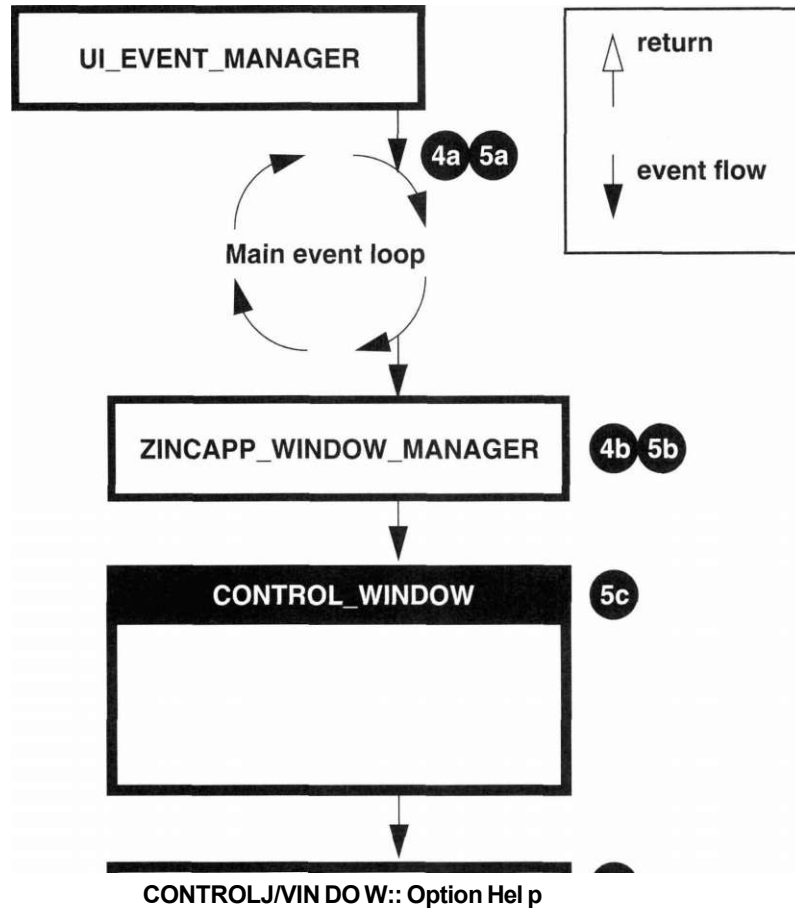 UI_EVENT_MANAGER
return
4a 5a
event flow
Main event loop
ZINCAPP_WINDOW_MANAGER
4b 5b
CONTROL_WINDOW
5c
CONTROLJ/VIN DO W:: Option Hel p